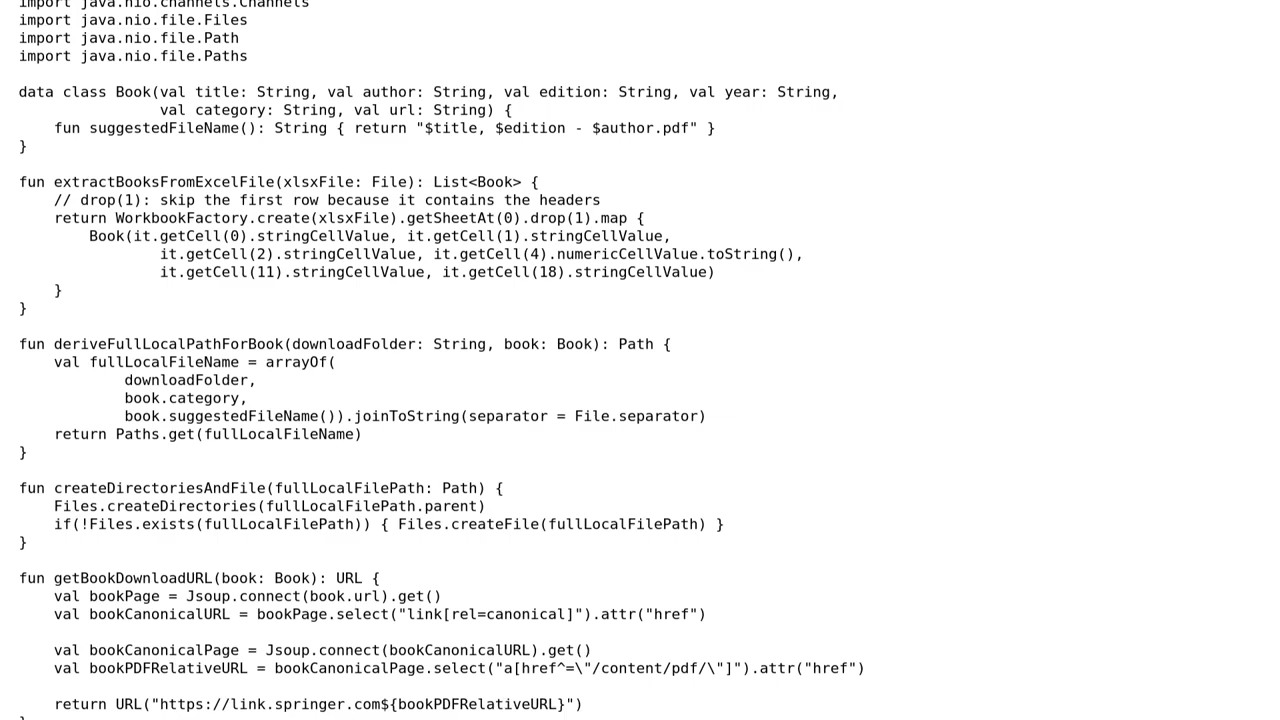 import java.nio.channels.Channels
import java.nio.file.Files
import java.nio.file.Path
import java.nio.file.Paths

data class Book(val title: String, val author: String, val edition: String, val year: String,
                val category: String, val url: String) {
    fun suggestedFileName(): String { return "$title, $edition - $author.pdf" }
}

fun extractBooksFromExcelFile(xlsxFile: File): List<Book> {
    // drop(1): skip the first row because it contains the headers
    return WorkbookFactory.create(xlsxFile).getSheetAt(0).drop(1).map {
        Book(it.getCell(0).stringCellValue, it.getCell(1).stringCellValue,
                it.getCell(2).stringCellValue, it.getCell(4).numericCellValue.toString(),
                it.getCell(11).stringCellValue, it.getCell(18).stringCellValue)
    }
}

fun deriveFullLocalPathForBook(downloadFolder: String, book: Book): Path {
    val fullLocalFileName = arrayOf(
            downloadFolder,
            book.category,
            book.suggestedFileName()).joinToString(separator = File.separator)
    return Paths.get(fullLocalFileName)
}

fun createDirectoriesAndFile(fullLocalFilePath: Path) {
    Files.createDirectories(fullLocalFilePath.parent)
    if(!Files.exists(fullLocalFilePath)) { Files.createFile(fullLocalFilePath) }
}

fun getBookDownloadURL(book: Book): URL {
    val bookPage = Jsoup.connect(book.url).get()
    val bookCanonicalURL = bookPage.select("link[rel=canonical]").attr("href")

    val bookCanonicalPage = Jsoup.connect(bookCanonicalURL).get()
    val bookPDFRelativeURL = bookCanonicalPage.select("a[href^=\"/content/pdf/\"]").attr("href")

    return URL("https://link.springer.com${bookPDFRelativeURL}")
}